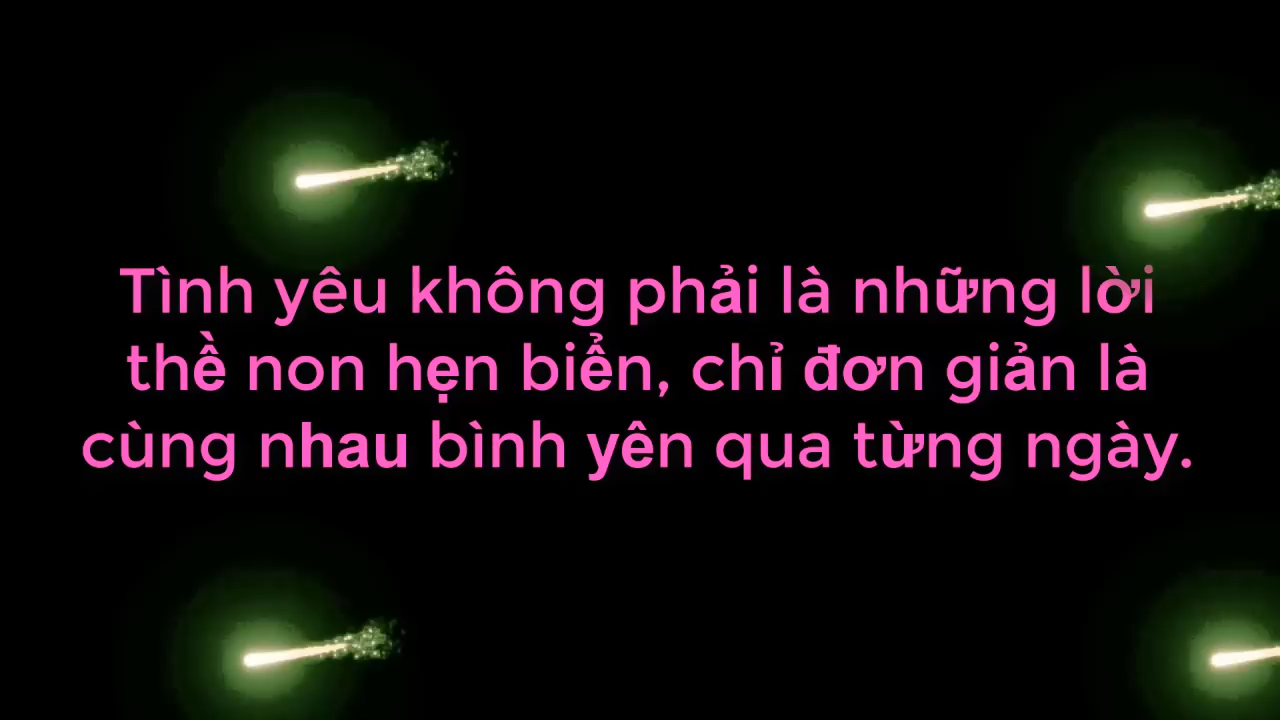 Tình yêu không phải là những lời
thề non hẹn biển, chỉ đơn giản là
cùng nhau bình yên qua từng ngày.